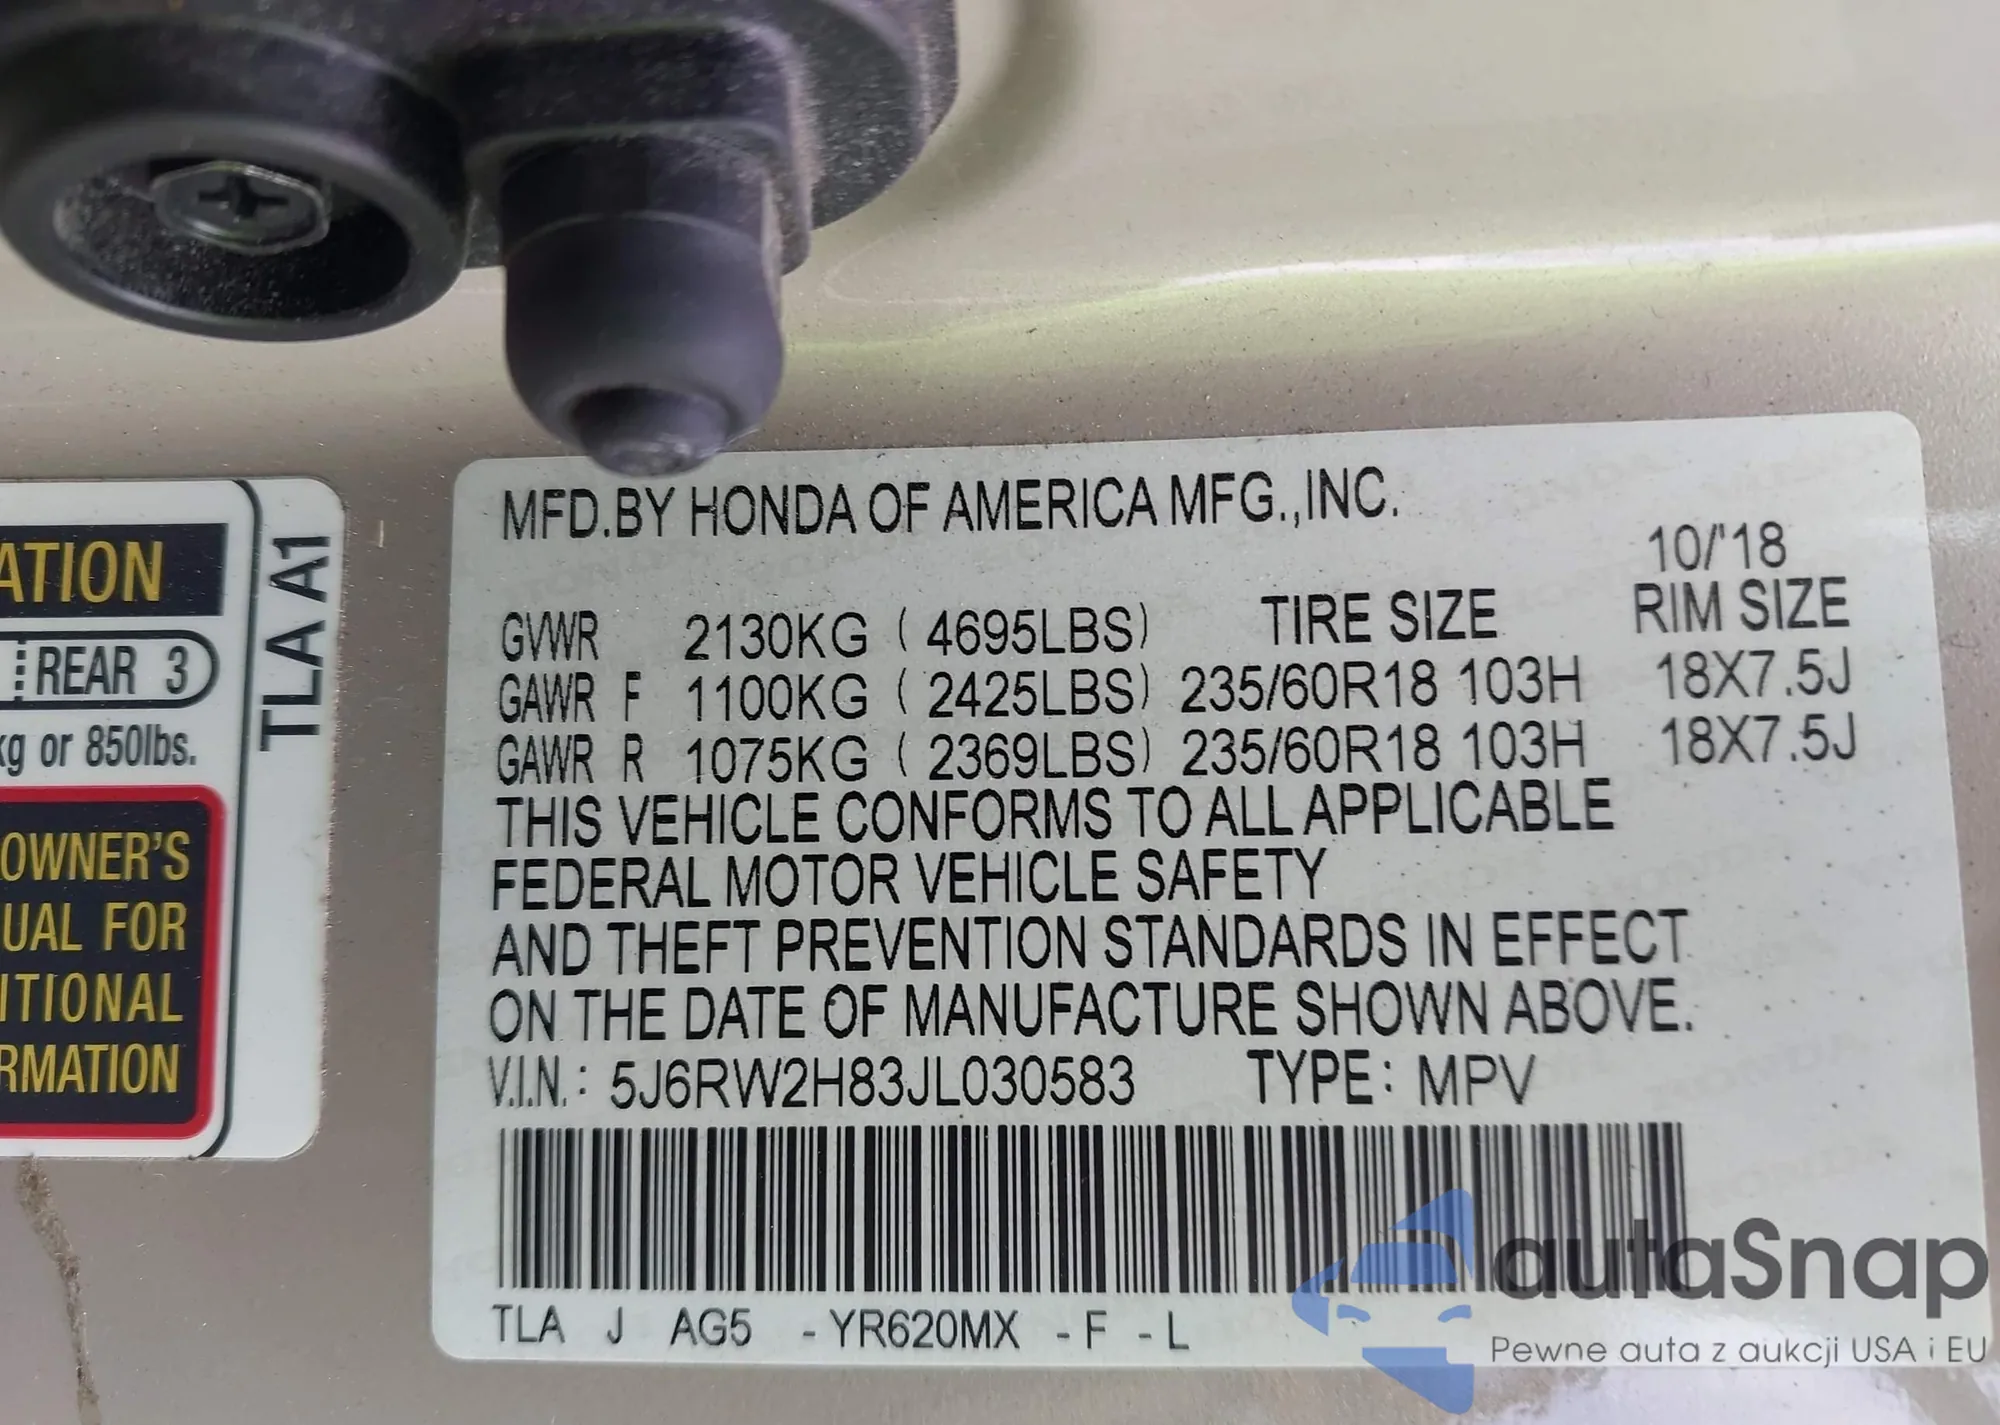 ATION
REAR 3
kg or 850lbs.
OWNER'S
UAL FOR
ITIONAL
RMATION
TLA A1
MFD.BY HONDA OF AMERICA MFG.,INC.
10/'18
GVWR 2130KG ( 4695LBS) TIRE SIZE RIM SIZE
GAWR F 1100KG ( 2425LBS) 235/60R18 103H 18X7.5J
GAWR R 1075KG ( 2369LBS) 235/60R18 103H 18X7.5J
THIS VEHICLE CONFORMS TO ALL APPLICABLE
FEDERAL MOTOR VEHICLE SAFETY
AND THEFT PREVENTION STANDARDS IN EFFECT
ON THE DATE OF MANUFACTURE SHOWN ABOVE.
V.I.N.: 5J6RW2H83JL030583 TYPE: MPV
TLA J AG5 - YR620MX - F - L
autaSnap
Pewne auta z aukcji USA i EU